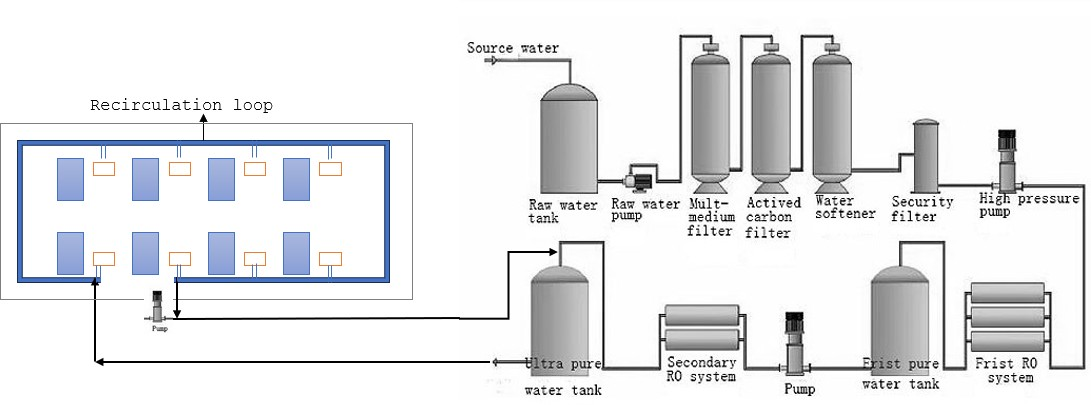 Source water
Recirculation loop
Raw water
tank
Raw water
pump
Mult-
medium
filter
Actived
carbon
filter
Water
softener
Security
filter
High pressure
pump
Pump
Ultra pure
water tank
Secondary
RO system
Pump
Frist pure
water tank
Frist RO
system